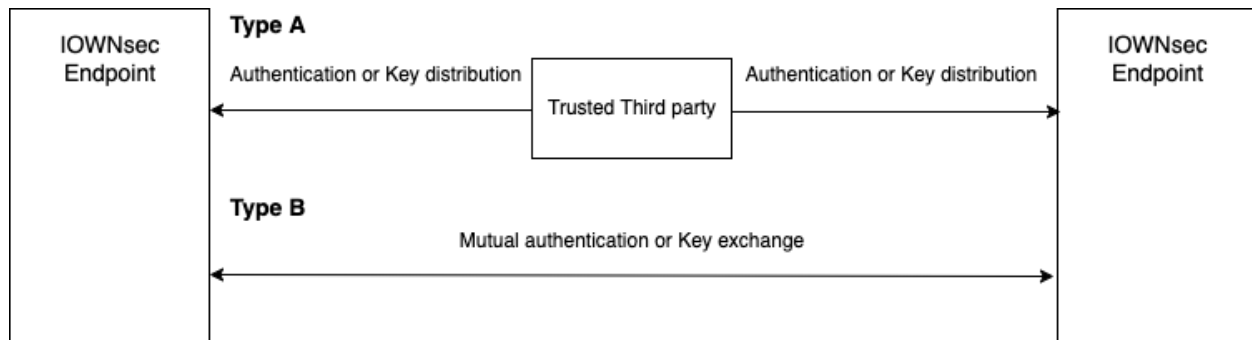 IOWNsec
Endpoint
Type A
Authentication or Key distribution
Trusted Third party
Authentication or Key distribution
IOWNsec
Endpoint
Type B
Mutual authentication or Key exchange